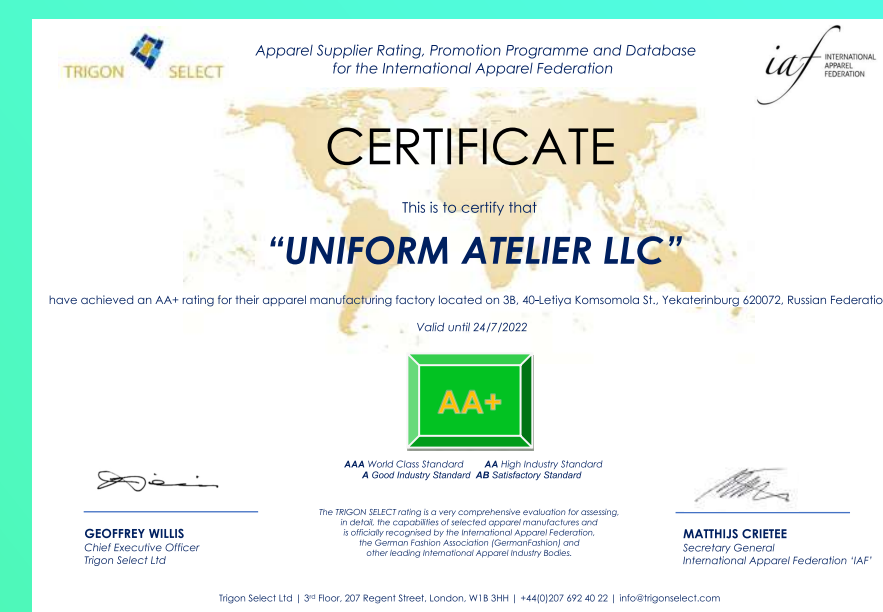 TRIGON SELECT
Apparel Supplier Rating, Promotion Programme and Database
for the International Apparel Federation
iaf INTERNATIONAL
APPAREL
FEDERATION
CERTIFICATE
This is to certify that
“UNIFORM ATELIER LLC”
have achieved an AA+ rating for their apparel manufacturing factory located on 3B, 40-Letiya Komsomola St., Yekaterinburg 620072, Russian Federatio
Valid until 24/7/2022
AA+
AAA World Class Standard AA High Industry Standard
A Good Industry Standard AB Satisfactory Standard
The TRIGON SELECT rating is a very comprehensive evaluation for assessing,
in detail, the capabilities of selected apparel manufactures and
is officially recognised by the International Apparel Federation,
the German Fashion Association (GermanFashion) and
other leading International Apparel Industry Bodies.
GEOFFREY WILLIS
Chief Executive Officer
Trigon Select Ltd
MATTHIJS CRIETEE
Secretary General
International Apparel Federation ‘IAF’
Trigon Select Ltd | 3rd Floor, 207 Regent Street, London, W1B 3HH | +44(0)207 692 40 22 | info@trigonselect.com